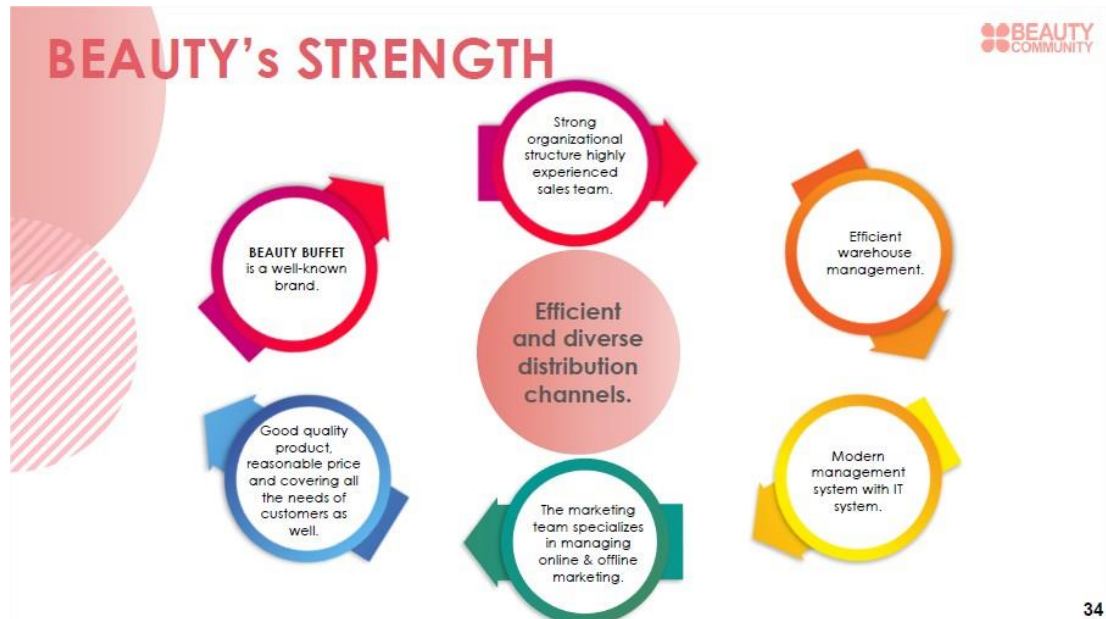 BEAUTY's STRENGTH
BEAUTY
COMMUNITY
Strong
organizational
structure highly
experienced
sales team.
Efficient
warehouse
management.
Modern
management
system with IT
system.
The marketing
team specializes
in managing
online & offline
marketing.
Good quality
product,
reasonable price
and covering all
the needs of
customers as
well.
BEAUTY BUFFET
is a well-known
brand.
Efficient
and diverse
distribution
channels.
34